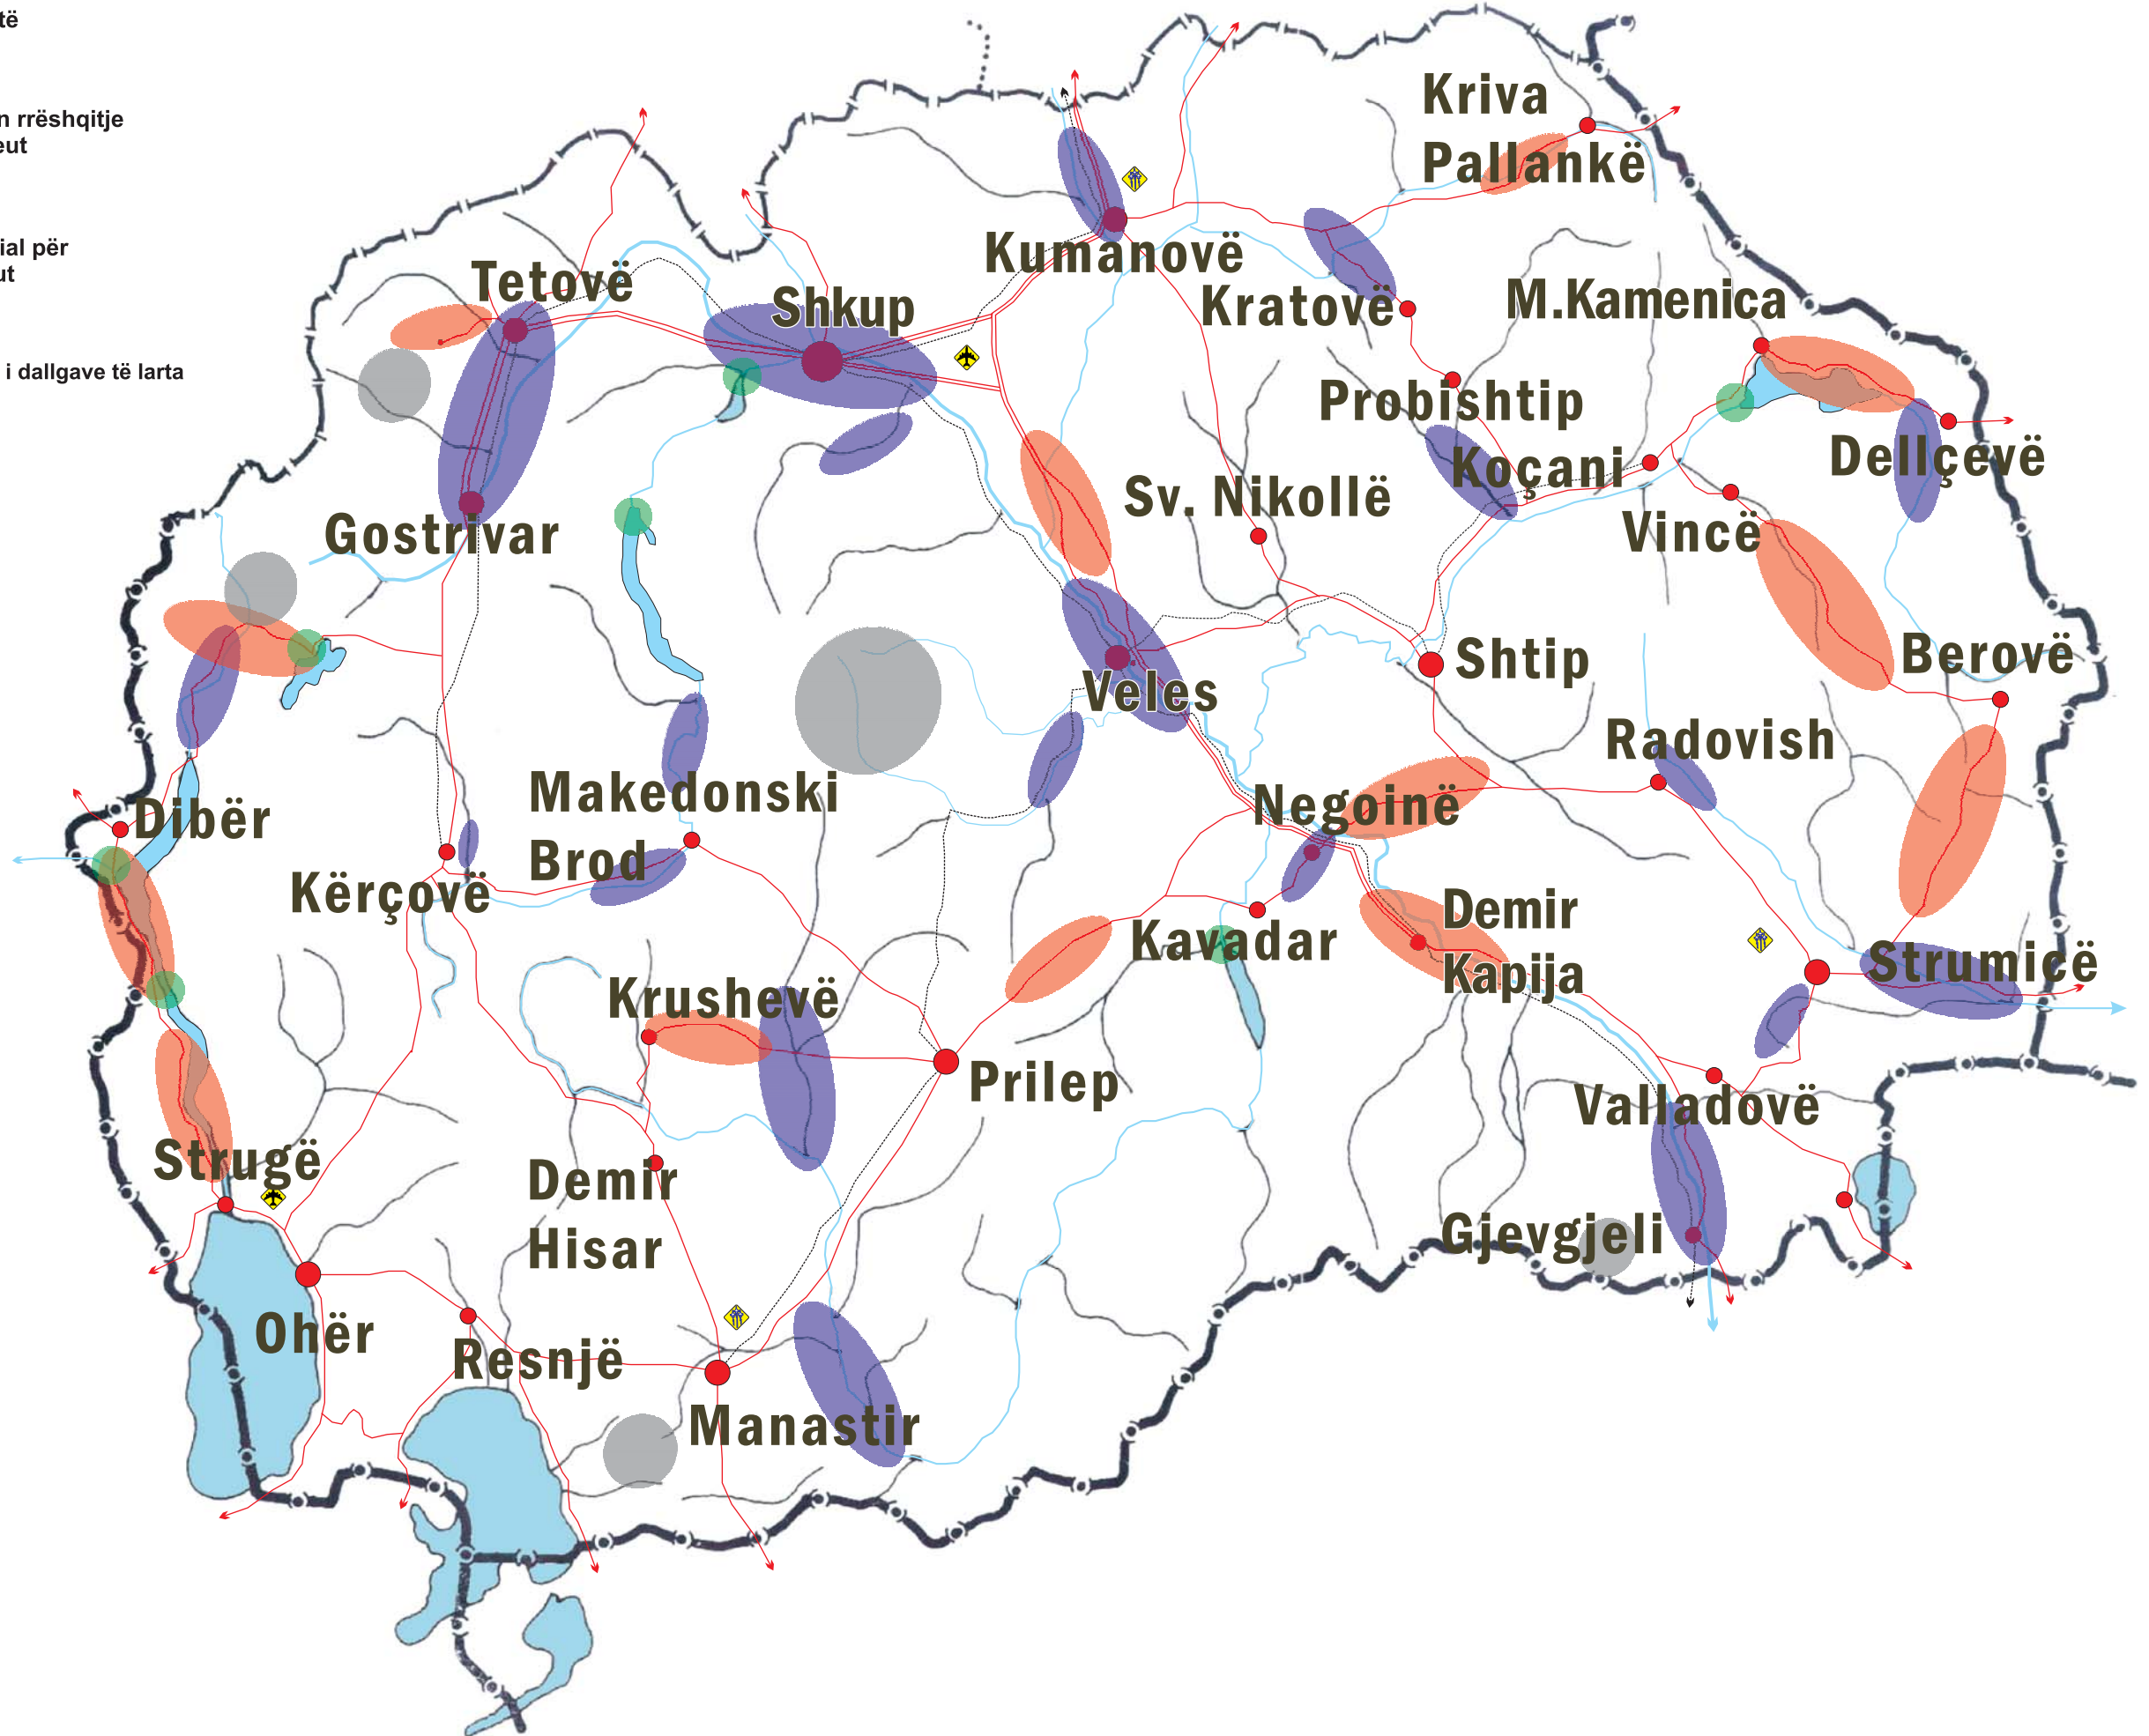 të
n rrëshqitje
eut
ial për
ut
i dallgave të larta
Kriva
Pallankë
Kumanovë
Tetovë
Shkup
Kratovë
M.Kamenica
Probishtip
Dellçevë
Koçani
Sv. Nikollë
Gostrivar
Vincë
Berovë
Shtip
Veles
Radovish
Makedonski
Brod
Negoinë
Dibër
Kërçovë
Demir
Kapija
Kavadar
Strumicë
Krushevë
Prilep
Valladovë
Strugë
Demir
Hisar
Gjevgjeli
Ohër
Resnjë
Manastir